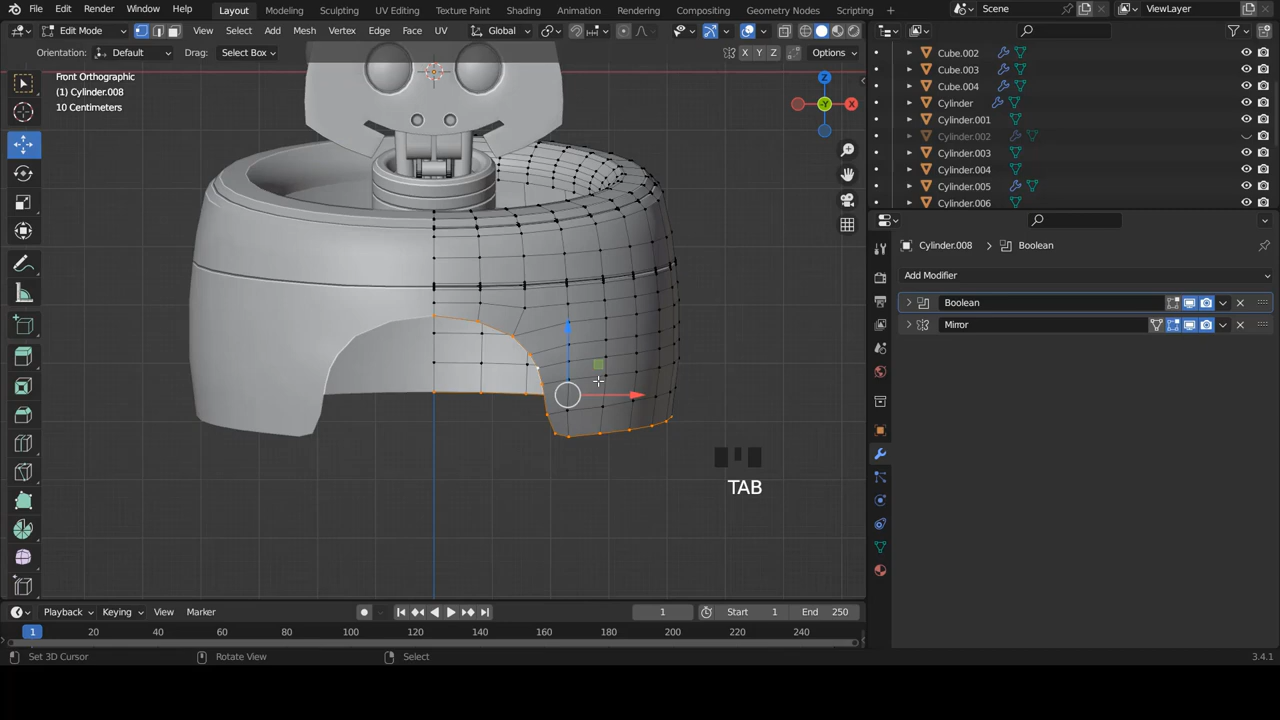 File Edit Render Window Help Layout Modeling Sculpting UV Editing Texture Paint Shading Animation Rendering Compositing Geometry Nodes Scripting Scene ViewLayer
Edit Mode View Select Add Mesh Vertex Edge Face UV Global
Orientation: Default Drag: Select Box X Y Z Options
Front Orthographic
(1) Cylinder.008
10 Centimeters
Z
-Y X
TAB
Cube.002
Cube.003
Cube.004
Cylinder
Cylinder.001
Cylinder.002
Cylinder.003
Cylinder.004
Cylinder.005
Cylinder.006
Cylinder.008 > Boolean
Add Modifier
Boolean
Mirror
Playback Keying View Marker 1 Start 1 End 250
1 20 40 60 80 100 120 140 160 180 200 220 240
Set 3D Cursor Rotate View Select 3.4.1